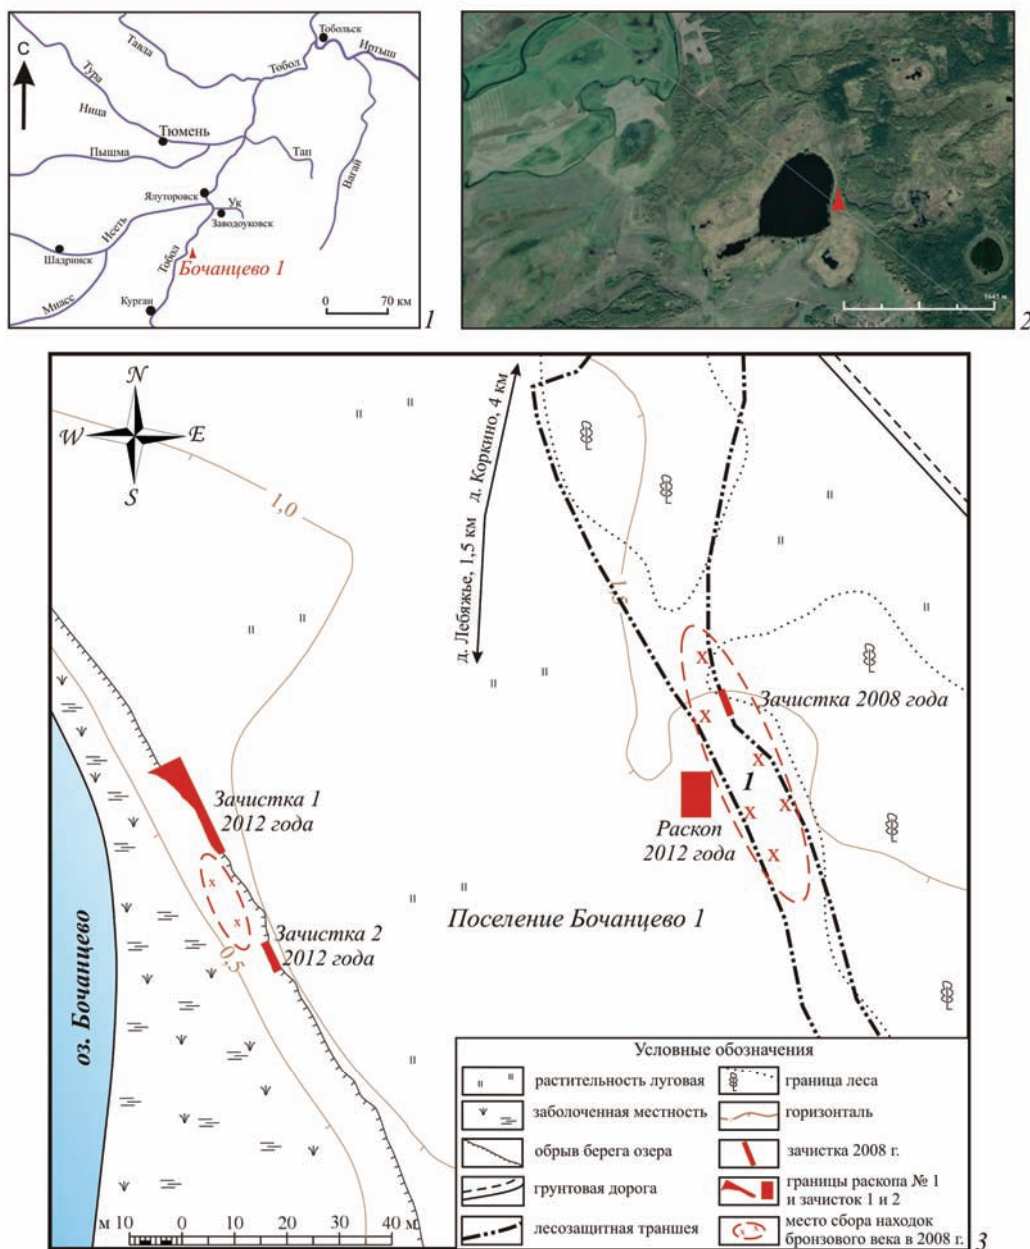 С
Тавда
Тобольск
Иртыш
Тобол
Тура
Ница
Тюмень
Пышма
Тап
Вагай
Ялуторовск
Ук
Заводоуковск
Исеть
Шадринск
Тобол
Бочанцево 1
Миасс
Курган
0 70 км
1
1645 м
2
N
W E
S
1,0
д. Лебяжье, 1,5 км д. Коркино, 4 км
1,5
Зачистка 2008 года
1
Раскоп
2012 года
Зачистка 1
2012 года
Поселение Бочанцево 1
Зачистка 2
2012 года
0,5
оз. Бочанцево
м 10 0 10 20 30 40 м
Условные обозначения
растительность луговая
заболоченная местность
обрыв берега озера
грунтовая дорога
лесозащитная траншея
граница леса
горизонталь
зачистка 2008 г.
границы раскопа № 1
и зачисток 1 и 2
место сбора находок
бронзового века в 2008 г.
3